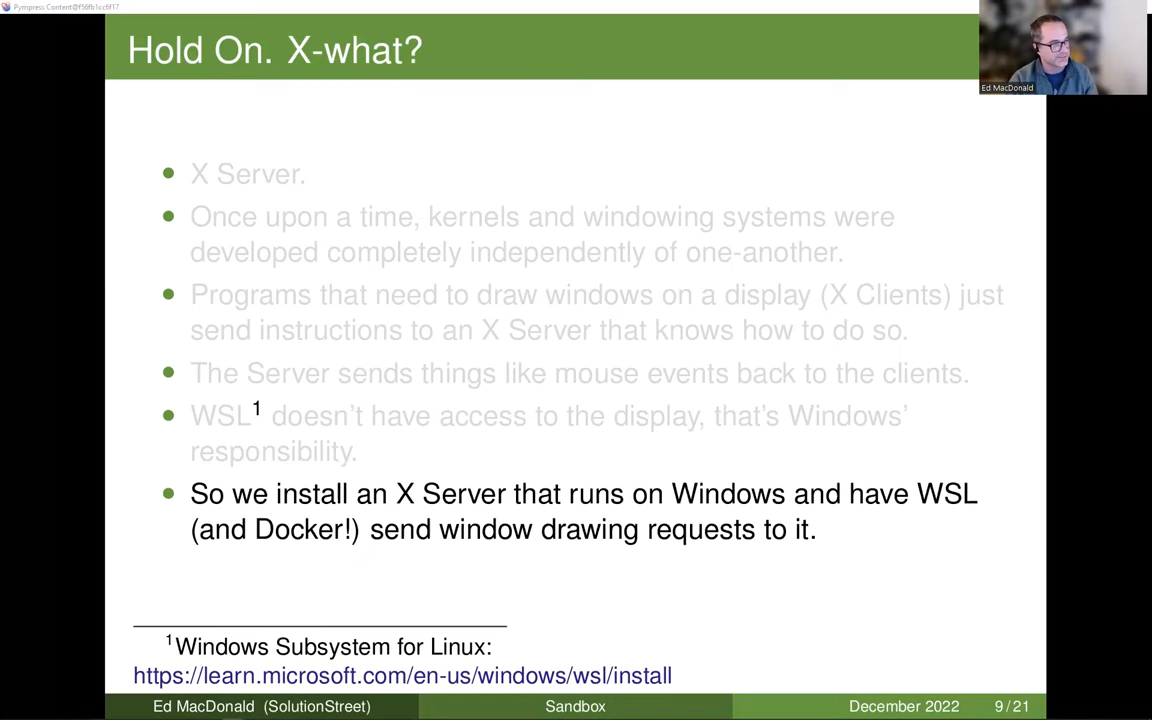 Pympress Content@f56fb1cc6f17
Hold On. X-what?
Ed MacDonald
X Server.
Once upon a time, kernels and windowing systems were
developed completely independently of one-another.
Programs that need to draw windows on a display (X Clients) just
send instructions to an X Server that knows how to do so.
The Server sends things like mouse events back to the clients.
WSL1 doesn't have access to the display, that's Windows'
responsibility.
So we install an X Server that runs on Windows and have WSL
(and Docker!) send window drawing requests to it.
1Windows Subsystem for Linux:
https://learn.microsoft.com/en-us/windows/wsl/install
Ed MacDonald (SolutionStreet) Sandbox December 2022 9 / 21